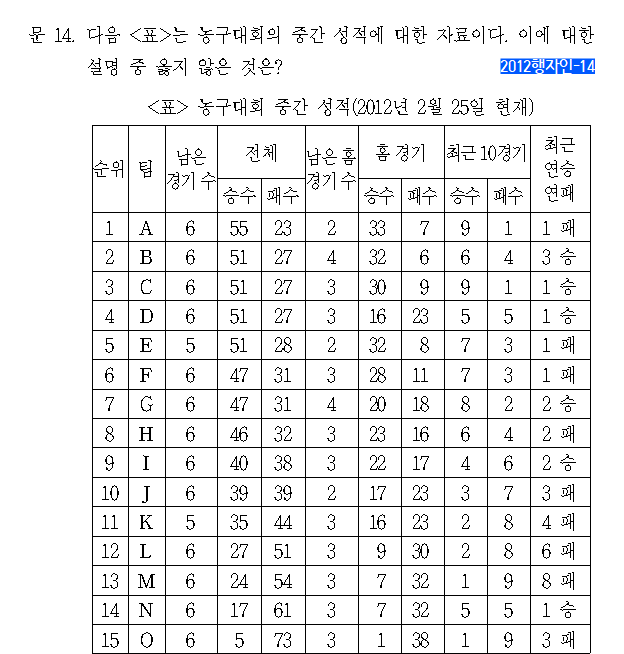 문 14. 다음 <표>는 농구대회의 중간 성적에 대한 자료이다. 이에 대한
설명 중 옳지 않은 것은?
2012행자인-14
<표> 농구대회 중간 성적(2012년 2월 25일 현재)
순위 팀 남은 경기 수 전체 남은 홈 경기 수 홈 경기 최근 10경기 최근 연승 연패
승수 패수 승수 패수 승수 패수
1 A 6 55 23 2 33 7 9 1 1 패
2 B 6 51 27 4 32 6 6 4 3 승
3 C 6 51 27 3 30 9 9 1 1 승
4 D 6 51 27 3 16 23 5 5 1 승
5 E 5 51 28 2 32 8 7 3 1 패
6 F 6 47 31 3 28 11 7 3 1 패
7 G 6 47 31 4 20 18 8 2 2 승
8 H 6 46 32 3 23 16 6 4 2 패
9 I 6 40 38 3 22 17 4 6 2 승
10 J 6 39 39 2 17 23 3 7 3 패
11 K 5 35 44 3 16 23 2 8 4 패
12 L 6 27 51 3 9 30 2 8 6 패
13 M 6 24 54 3 7 32 1 9 8 패
14 N 6 17 61 3 7 32 5 5 1 승
15 O 6 5 73 3 1 38 1 9 3 패